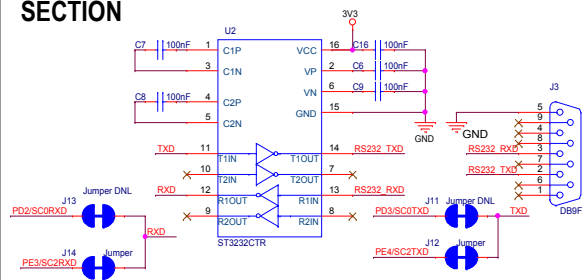 SECTION
3V3
U2
C7 100nF
1 C1P
3 C1N
C8 100nF
4 C2P
5 C2N
VCC 16 C16 100nF
VP 2 C6 100nF
VN 6 C9 100nF
GND 15
GND
TXD 11 T1IN
T1OUT 14 RS232_TXD
10 T2IN
T2OUT 7
RXD 12 R1OUT
R1IN 13 RS232_RXD
9 R2OUT
R2IN 8
ST3232CTR
J3
GND
5
9
4
8
RS232_RXD 3
7
RS232_TXD 2
6
1
DB9F
J13 Jumper DNL
PD2/SC0RXD
RXD
J14 Jumper
PE3/SC2RXD
J11 Jumper DNL
PD3/SC0TXD
TXD
J12 Jumper
PE4/SC2TXD